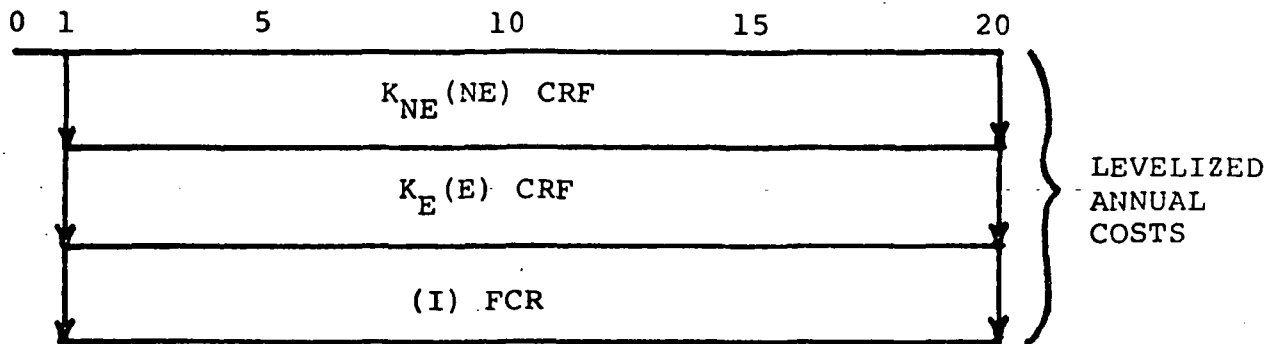 0 1 5 10 15 20
K_NE (NE) CRF
K_E (E) CRF
(I) FCR
LEVELIZED
ANNUAL
COSTS